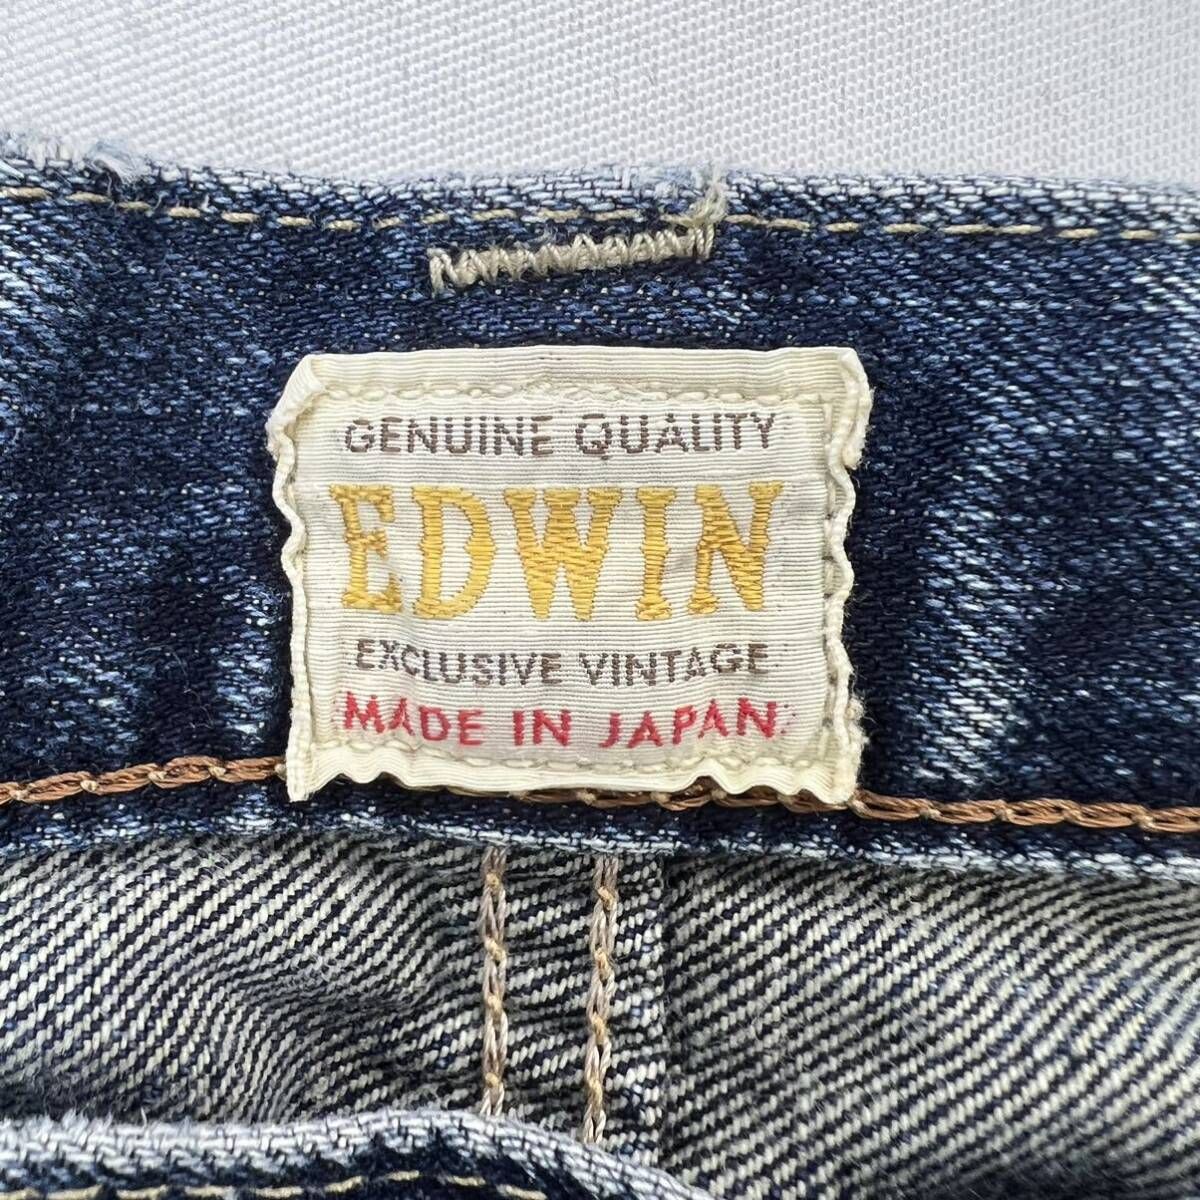 GENUINE QUALITY
EDWIN
EXCLUSIVE VINTAGE
MADE IN JAPAN